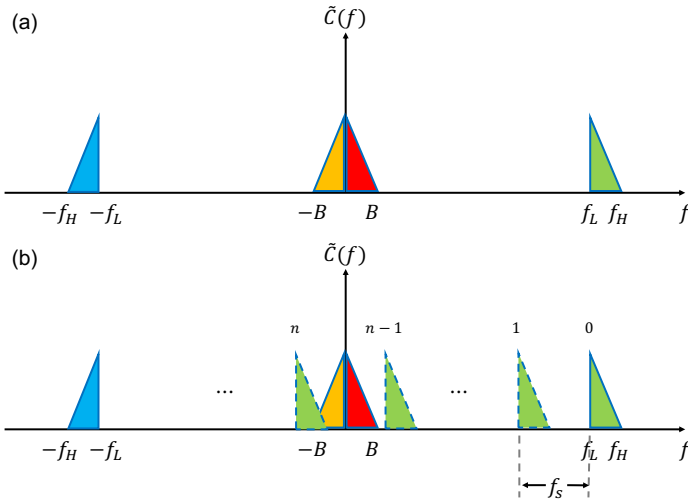 (a)
C̃(f)
−f_H −f_L −B B f_L f_H f
(b)
C̃(f)
n n − 1 1 0
... ...
−f_H −f_L −B B f_L f_H f
f_s